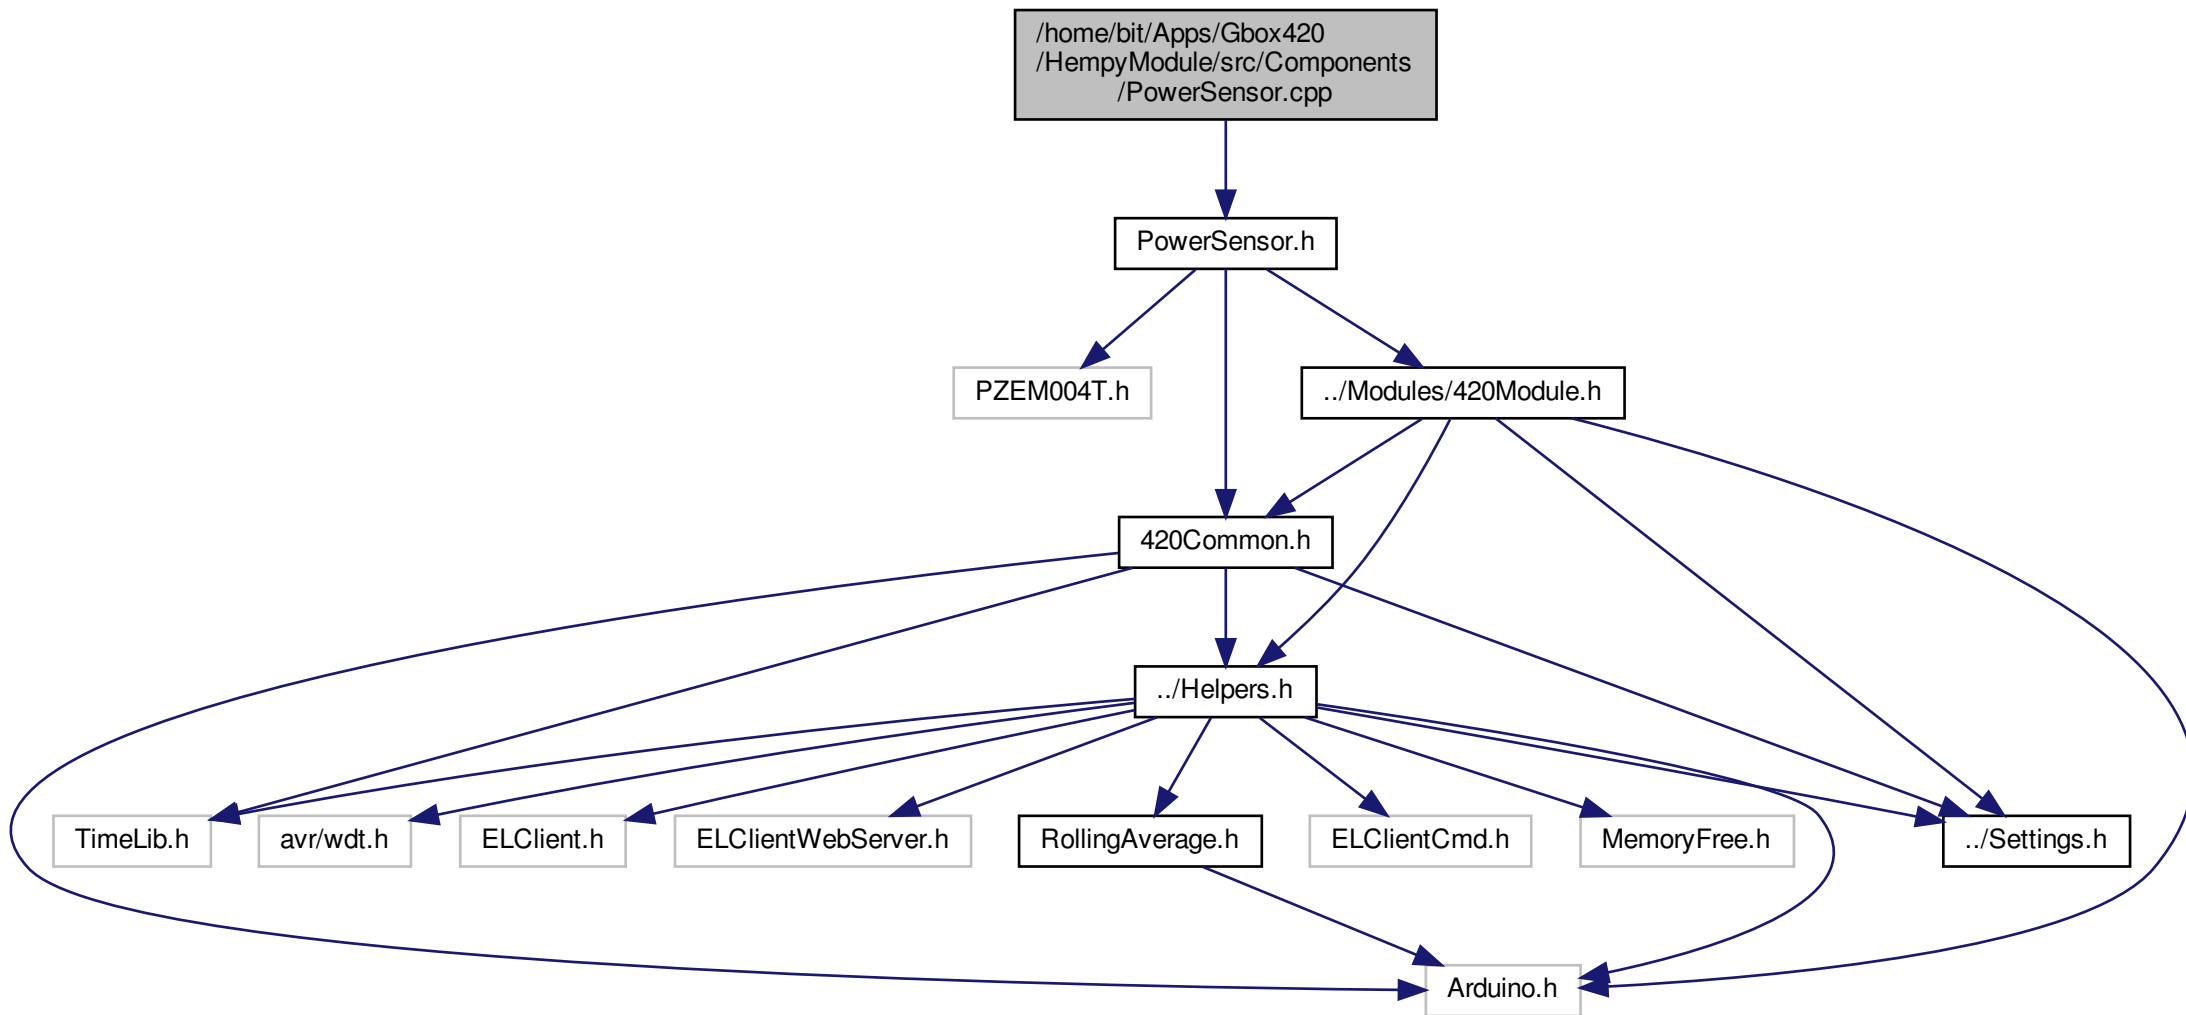 /home/bit/Apps/Gbox420
/HempyModule/src/Components
/PowerSensor.cpp
PowerSensor.h
PZEM004T.h
../Modules/420Module.h
420Common.h
../Helpers.h
TimeLib.h
avr/wdt.h
ELClient.h
ELClientWebServer.h
RollingAverage.h
ELClientCmd.h
MemoryFree.h
../Settings.h
Arduino.h